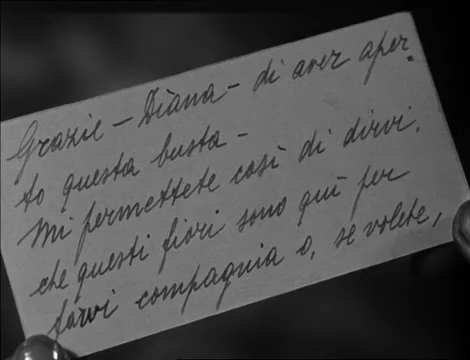 Grazie - Diana - di aver aper.
to questa busta -
Mi permettete così di dirvi,
che questi fiori sono quì per
farvi compagnia o, se volete,